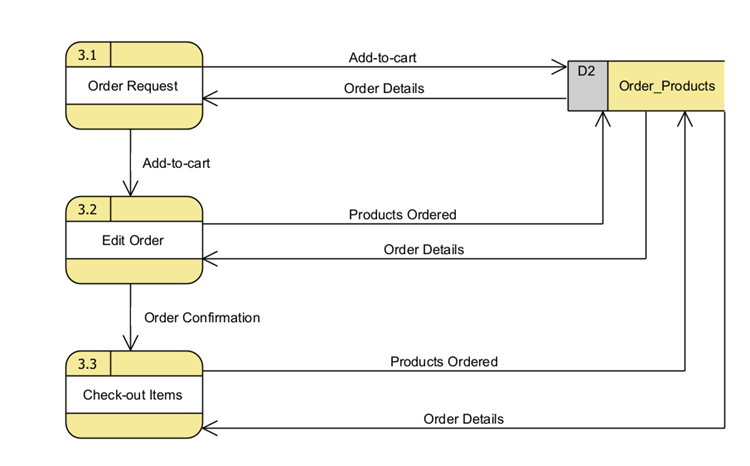 3.1
Order Request
Add-to-cart
D2
Order_Products
Order Details
Add-to-cart
3.2
Edit Order
Products Ordered
Order Details
Order Confirmation
3.3
Check-out Items
Products Ordered
Order Details